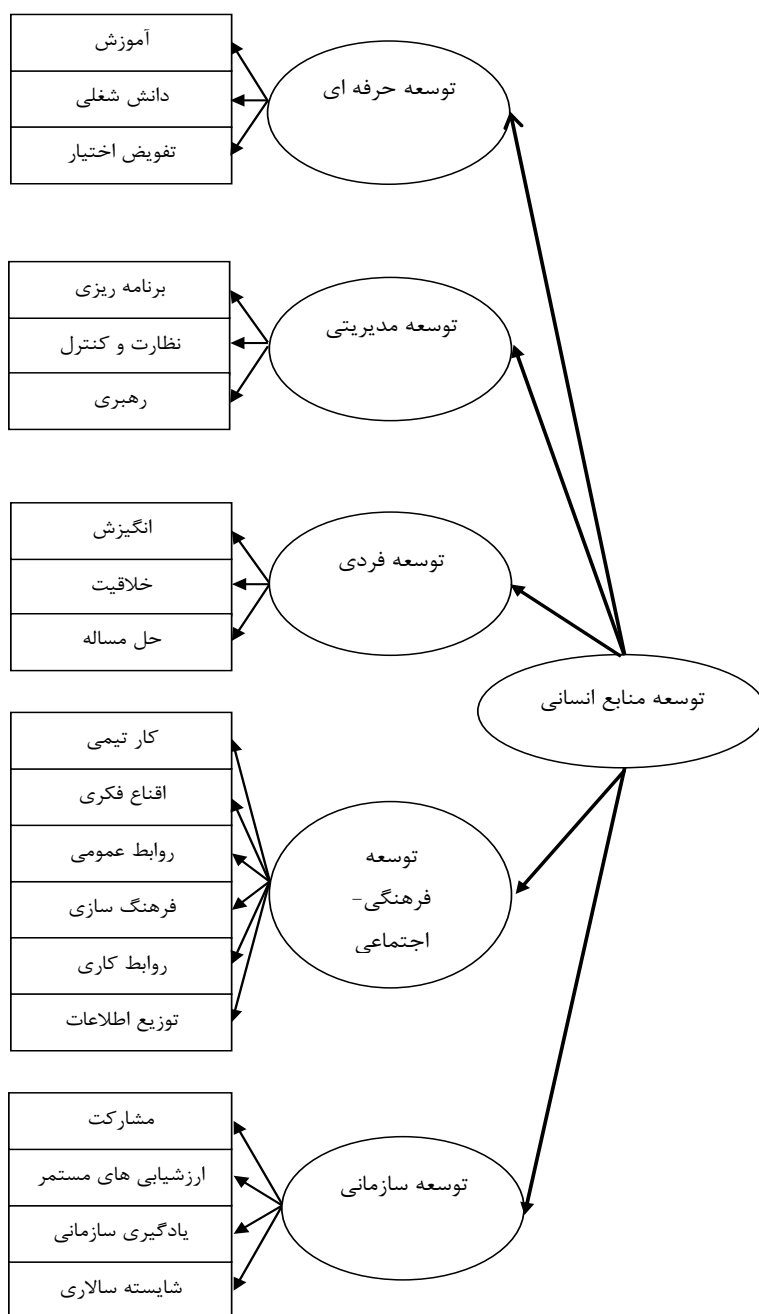 توسعه منابع انسانی
توسعه حرفه ای
آموزش
دانش شغلی
تفویض اختیار
توسعه مدیریتی
برنامه ریزی
نظارت و کنترل
رهبری
توسعه فردی
انگیزش
خلاقیت
حل مساله
توسعه
فرهنگی-
اجتماعی
کار تیمی
اقناع فکری
روابط عمومی
فرهنگ سازی
روابط کاری
توزیع اطلاعات
توسعه سازمانی
مشارکت
ارزشیابی های مستمر
یادگیری سازمانی
شایسته سالاری